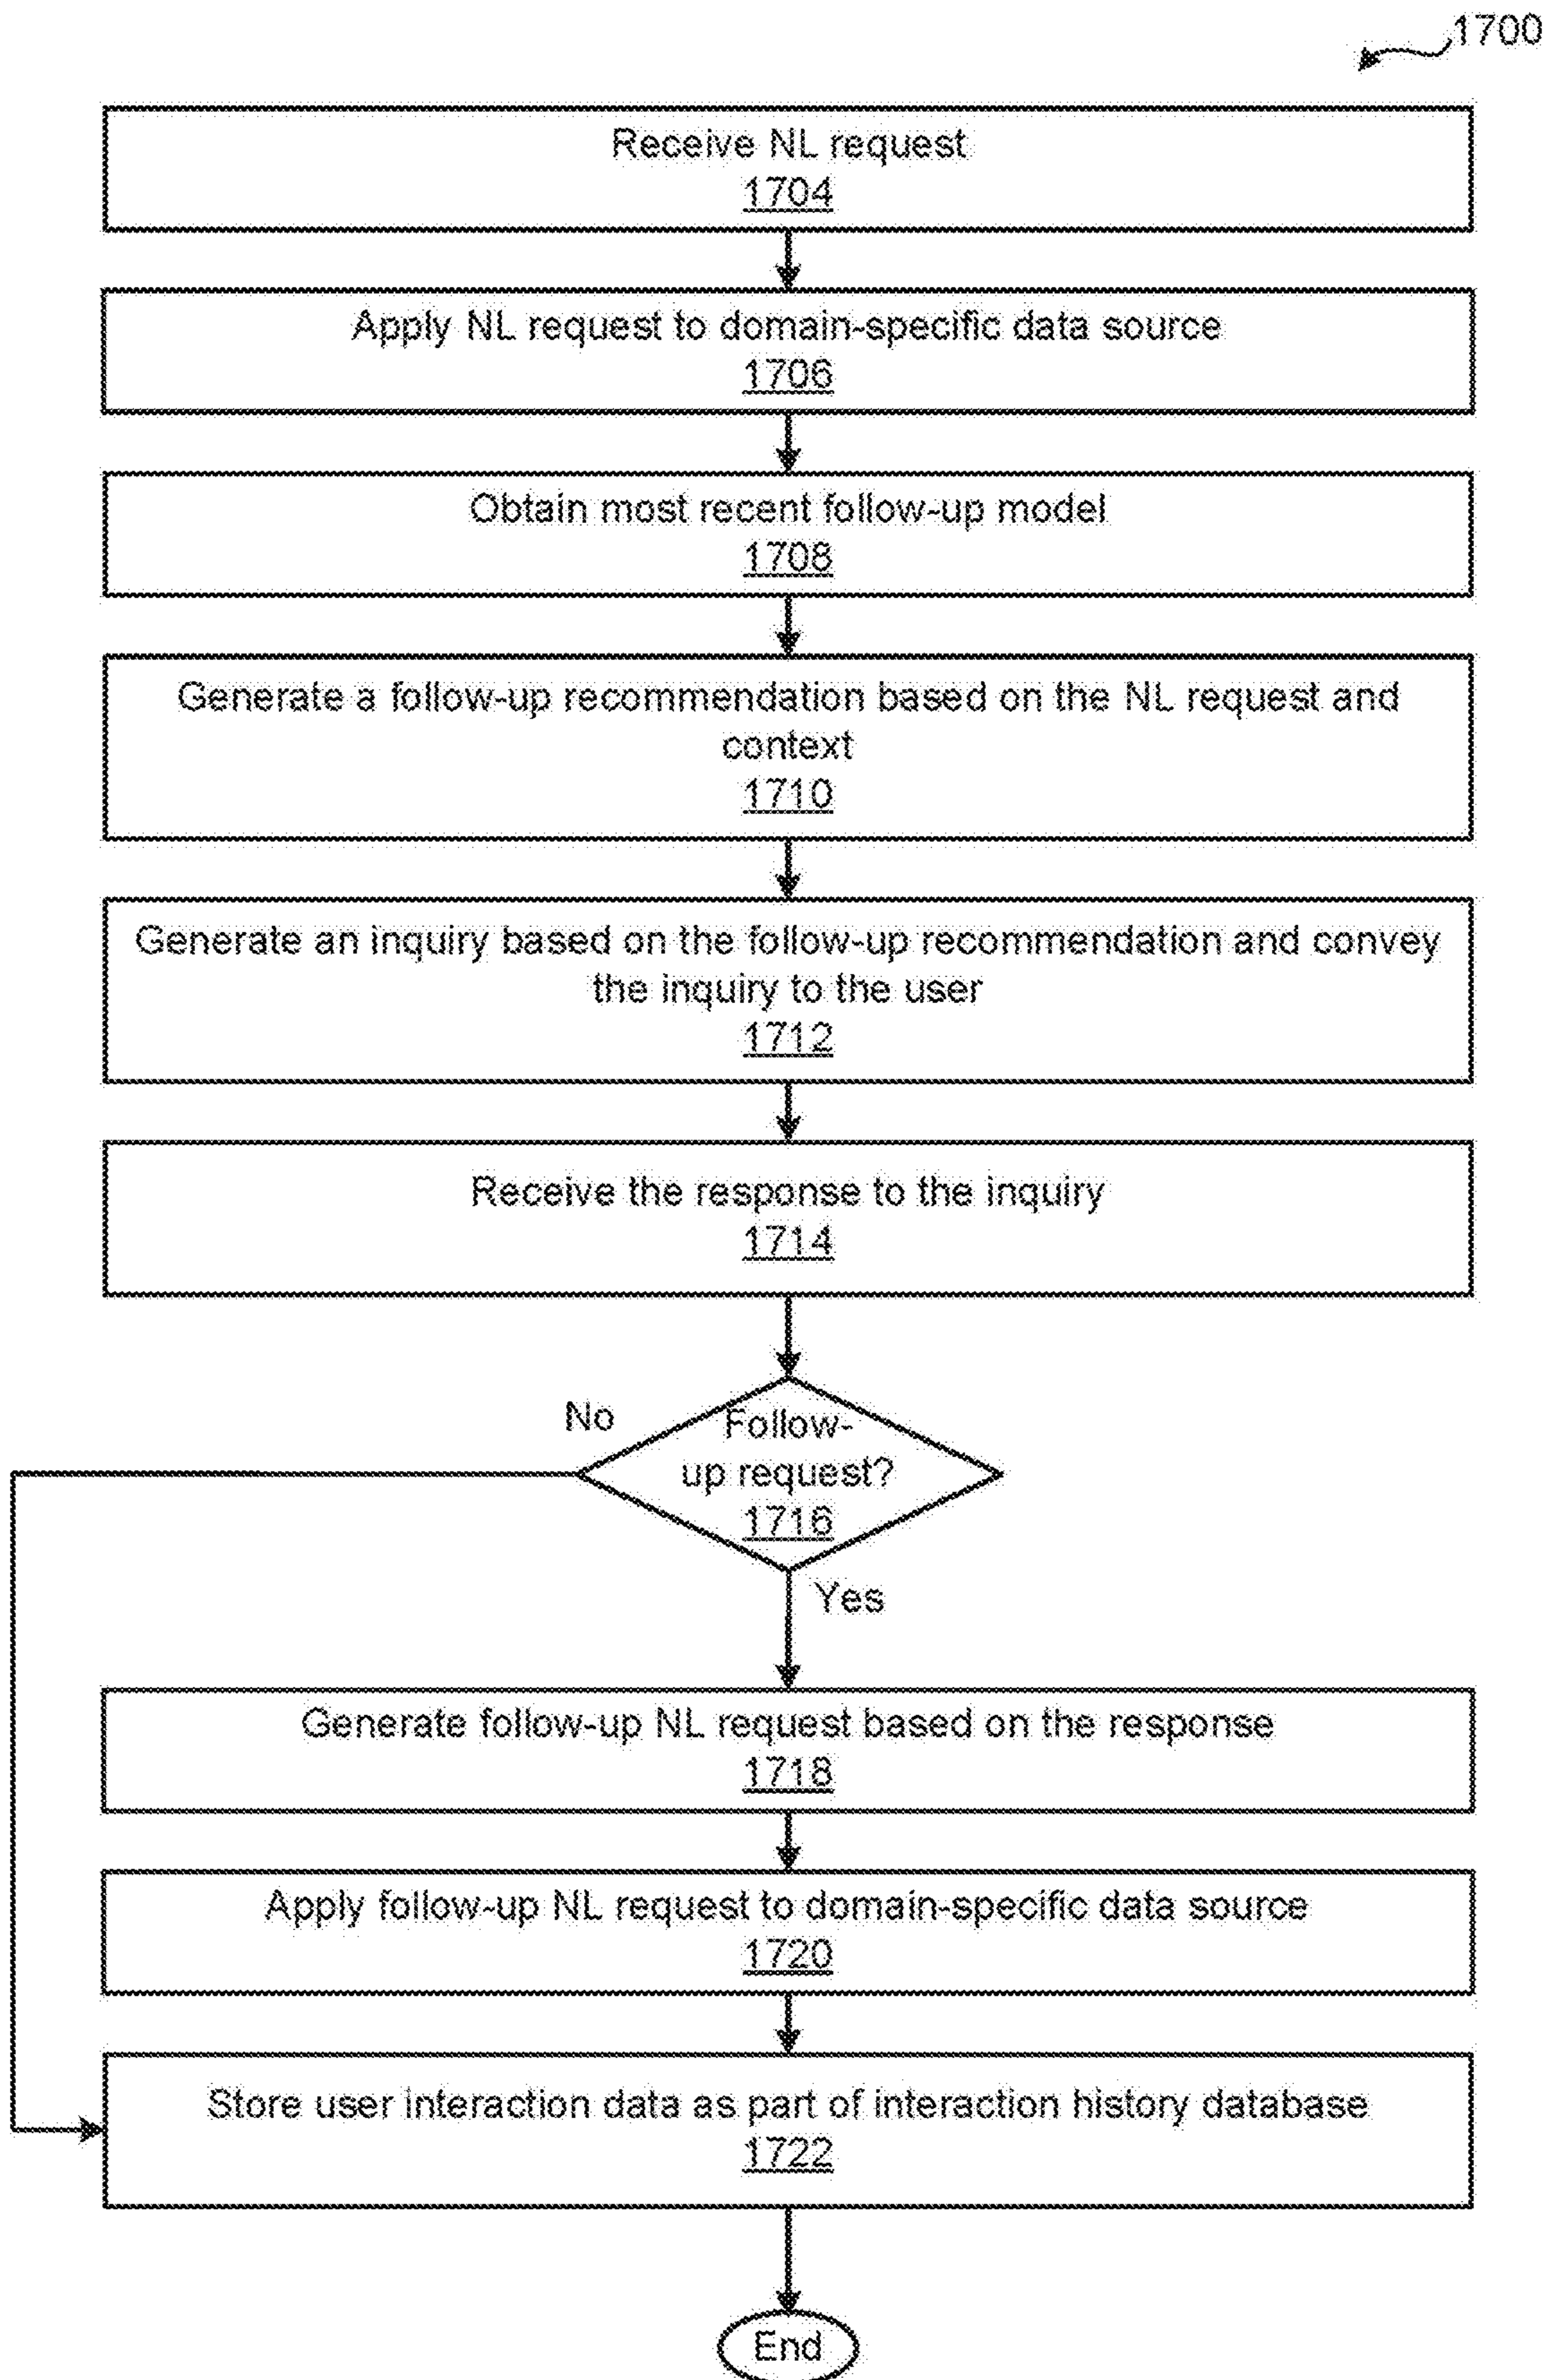 1700
Receive NL request
1704
Apply NL request to domain-specific data source
1706
Obtain most recent follow-up model
1708
Generate a follow-up recommendation based on the NL request and
context
1710
Generate an inquiry based on the follow-up recommendation and convey
the inquiry to the user
1712
Receive the response to the inquiry
1714
No
Follow-
up request?
1716
Yes
Generate follow-up NL request based on the response
1718
Apply follow-up NL request to domain-specific data source
1720
Store user interaction data as part of interaction history database
1722
End